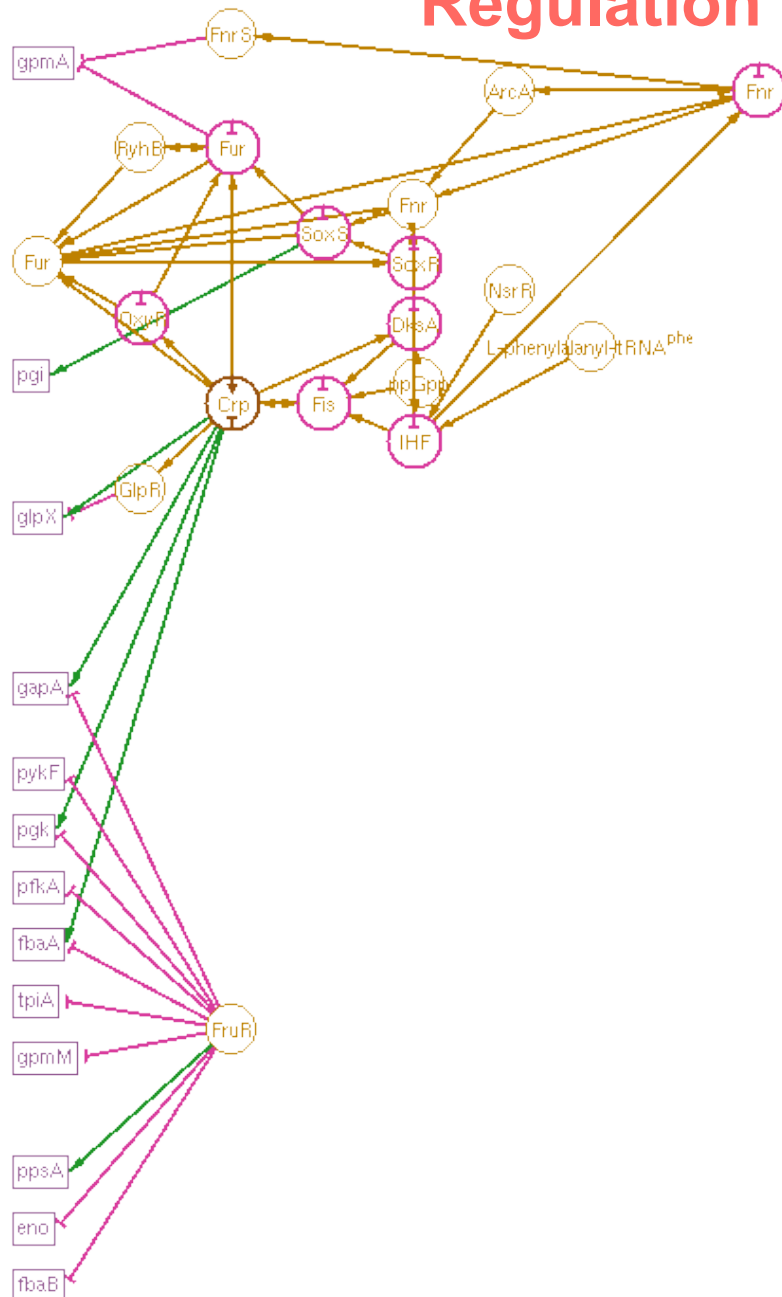 Regulation
FnrS
gpmA
Fnr
ArcA
RyhB
Fur
Fnr
SoxS
Fur
SoxR
NsrR
OxyR
DksA
L-phenylalanyl-tRNAphe
pgi
ppGpp
Crp
Fis
IHF
GlpR
glpX
gapA
pykF
pgk
pfkA
fbaA
tpiA
FruR
gpmM
ppsA
eno
fbaB